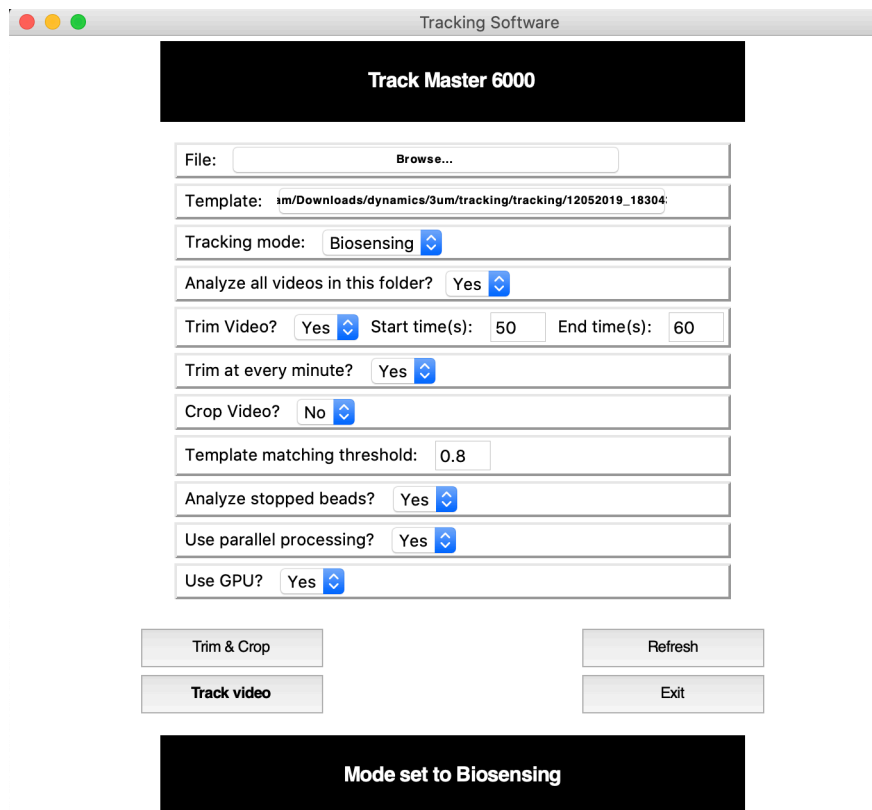 Tracking Software
Track Master 6000
File: Browse...
Template: am/Downloads/dynamics/3um/tracking/tracking/12052019_18304
Tracking mode: Biosensing
Analyze all videos in this folder? Yes
Trim Video? Yes Start time(s): 50 End time(s): 60
Trim at every minute? Yes
Crop Video? No
Template matching threshold: 0.8
Analyze stopped beads? Yes
Use parallel processing? Yes
Use GPU? Yes
Trim & Crop Refresh
Track video Exit
Mode set to Biosensing